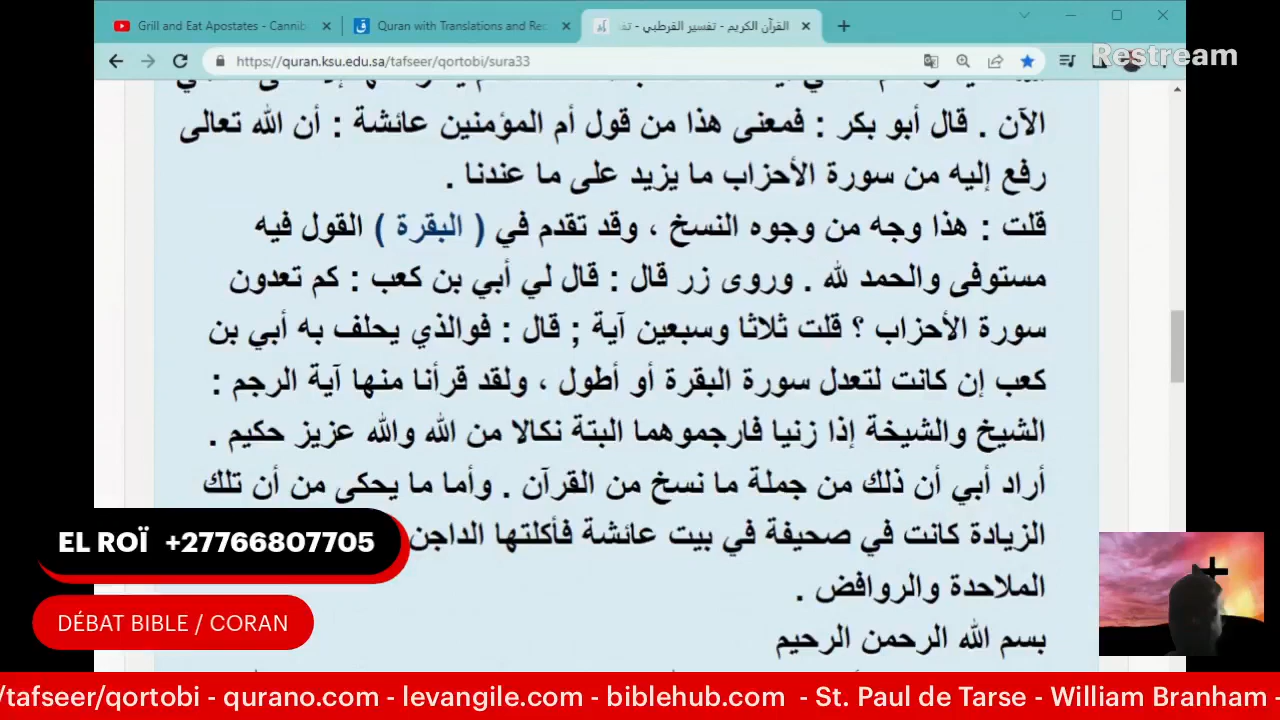 Grill and Eat Apostates - Cannib
Quran with Translations and Rec
القرآن الكريم - تفسير القرطبي - تف
https://quran.ksu.edu.sa/tafseer/qortobi/sura33
Restream
الآن . قال أبو بكر : فمعنى هذا من قول أم المؤمنين عائشة : أن الله تعالى
رفع إليه من سورة الأحزاب ما يزيد على ما عندنا .
قلت : هذا وجه من وجوه النسخ ، وقد تقدم في ( البقرة ) القول فيه
مستوفى والحمد لله . وروى زر قال : قال لي أبي بن كعب : كم تعدون
سورة الأحزاب ؟ قلت ثلاثا وسبعين آية ; قال : فوالذي يحلف به أبي بن
كعب إن كانت لتعدل سورة البقرة أو أطول ، ولقد قرأنا منها آية الرجم :
الشيخ والشيخة إذا زنيا فارجموهما البتة نكالا من الله والله عزيز حكيم .
أراد أبي أن ذلك من جملة ما نسخ من القرآن . وأما ما يحكى من أن تلك
الزيادة كانت في صحيفة في بيت عائشة فأكلتها الداجن
الملاحدة والروافض .
بسم الله الرحمن الرحيم
EL ROÏ +27766807705
DÉBAT BIBLE / CORAN
/tafseer/qortobi - qurano.com - levangile.com - biblehub.com - St. Paul de Tarse - William Branham -